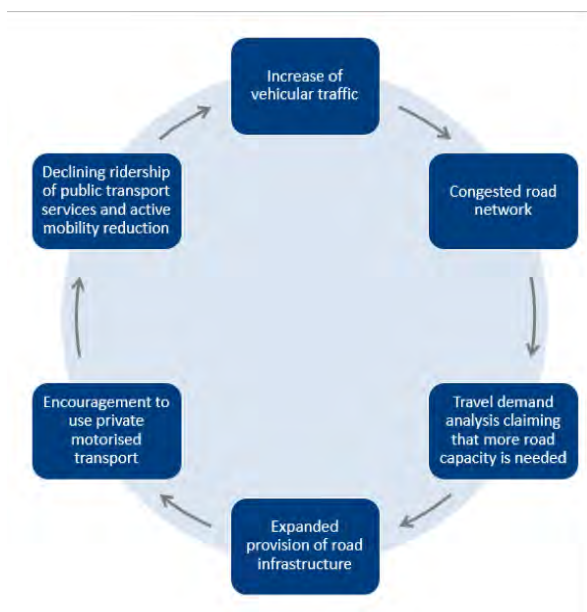 Increase of
vehicular traffic
Congested road
network
Travel demand
analysis claiming
that more road
capacity is needed
Expanded
provision of road
infrastructure
Encouragement to
use private
motorised
transport
Declining ridership
of public transport
services and active
mobility reduction